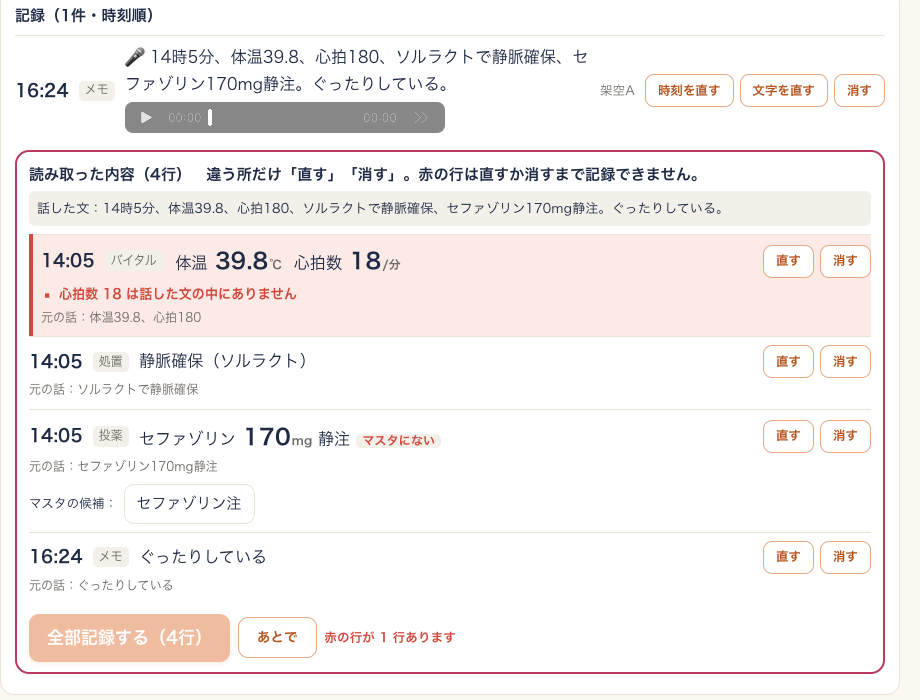 記録（1件・時刻順）
16:24 メモ 🎤 14時5分、体温39.8、心拍180、ソルラクトで静脈確保、セ
ファゾリン170mg静注。ぐったりしている。
00:00 00:00
架空A 時刻を直す 文字を直す 消す
読み取った内容（4行） 違う所だけ「直す」「消す」。赤の行は直すか消すまで記録できません。
話した文：14時5分、体温39.8、心拍180、ソルラクトで静脈確保、セファゾリン170mg静注。ぐったりしている。
14:05 バイタル 体温 39.8℃ 心拍数 18/分 直す 消す
▪ 心拍数 18 は話した文の中にありません
元の話：体温39.8、心拍180
14:05 処置 静脈確保（ソルラクト） 直す 消す
元の話：ソルラクトで静脈確保
14:05 投薬 セファゾリン 170mg 静注 マスタにない 直す 消す
元の話：セファゾリン170mg静注
マスタの候補： セファゾリン注
16:24 メモ ぐったりしている 直す 消す
元の話：ぐったりしている
全部記録する（4行） あとで 赤の行が 1 行あります